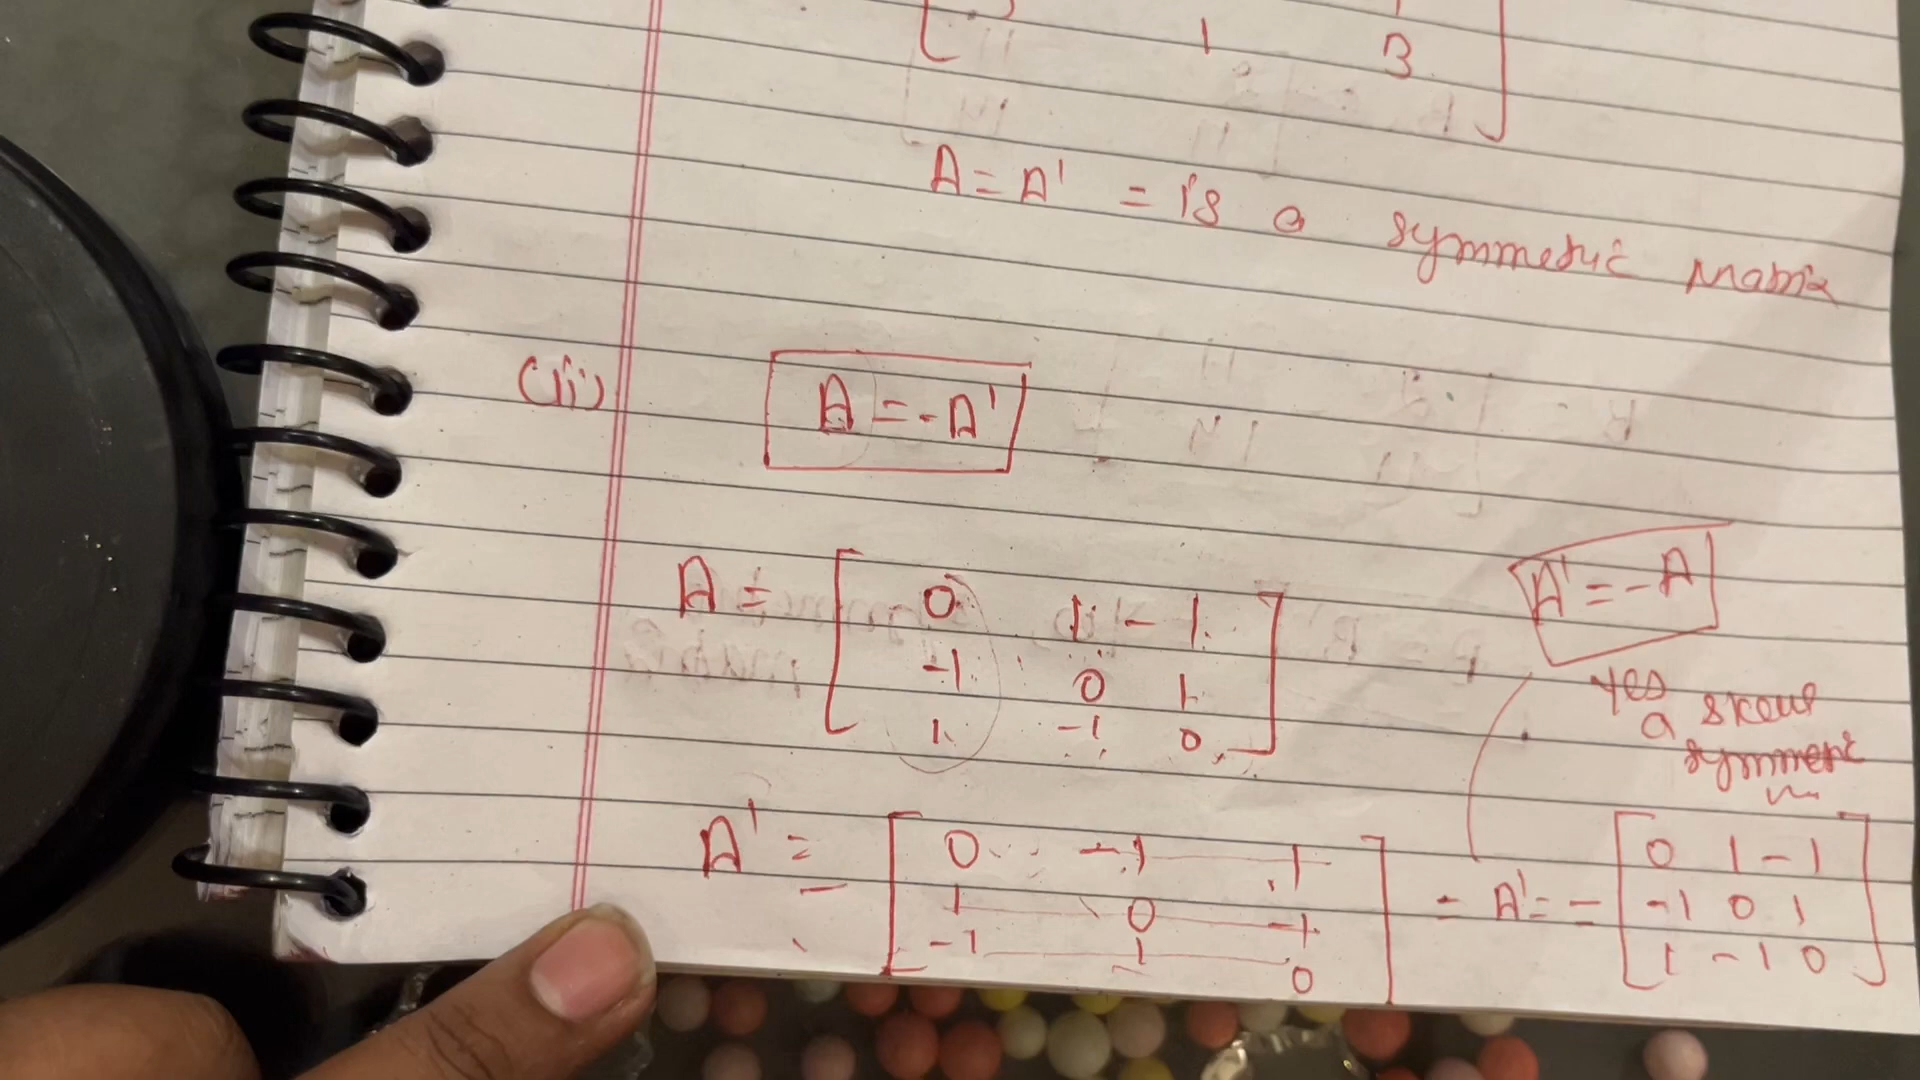 1 3
A = A' = is a symmetric Matrix
(ii) A = -A'
A = [ 0 1 -1
-1 0 1
1 -1 0 ]
A' = -A
yes
a skew
symmetric
A' = [ 0 -1 1
1 0 -1
-1 1 0 ]
= A' = - [ 0 1 -1
-1 0 1
1 -1 0 ]